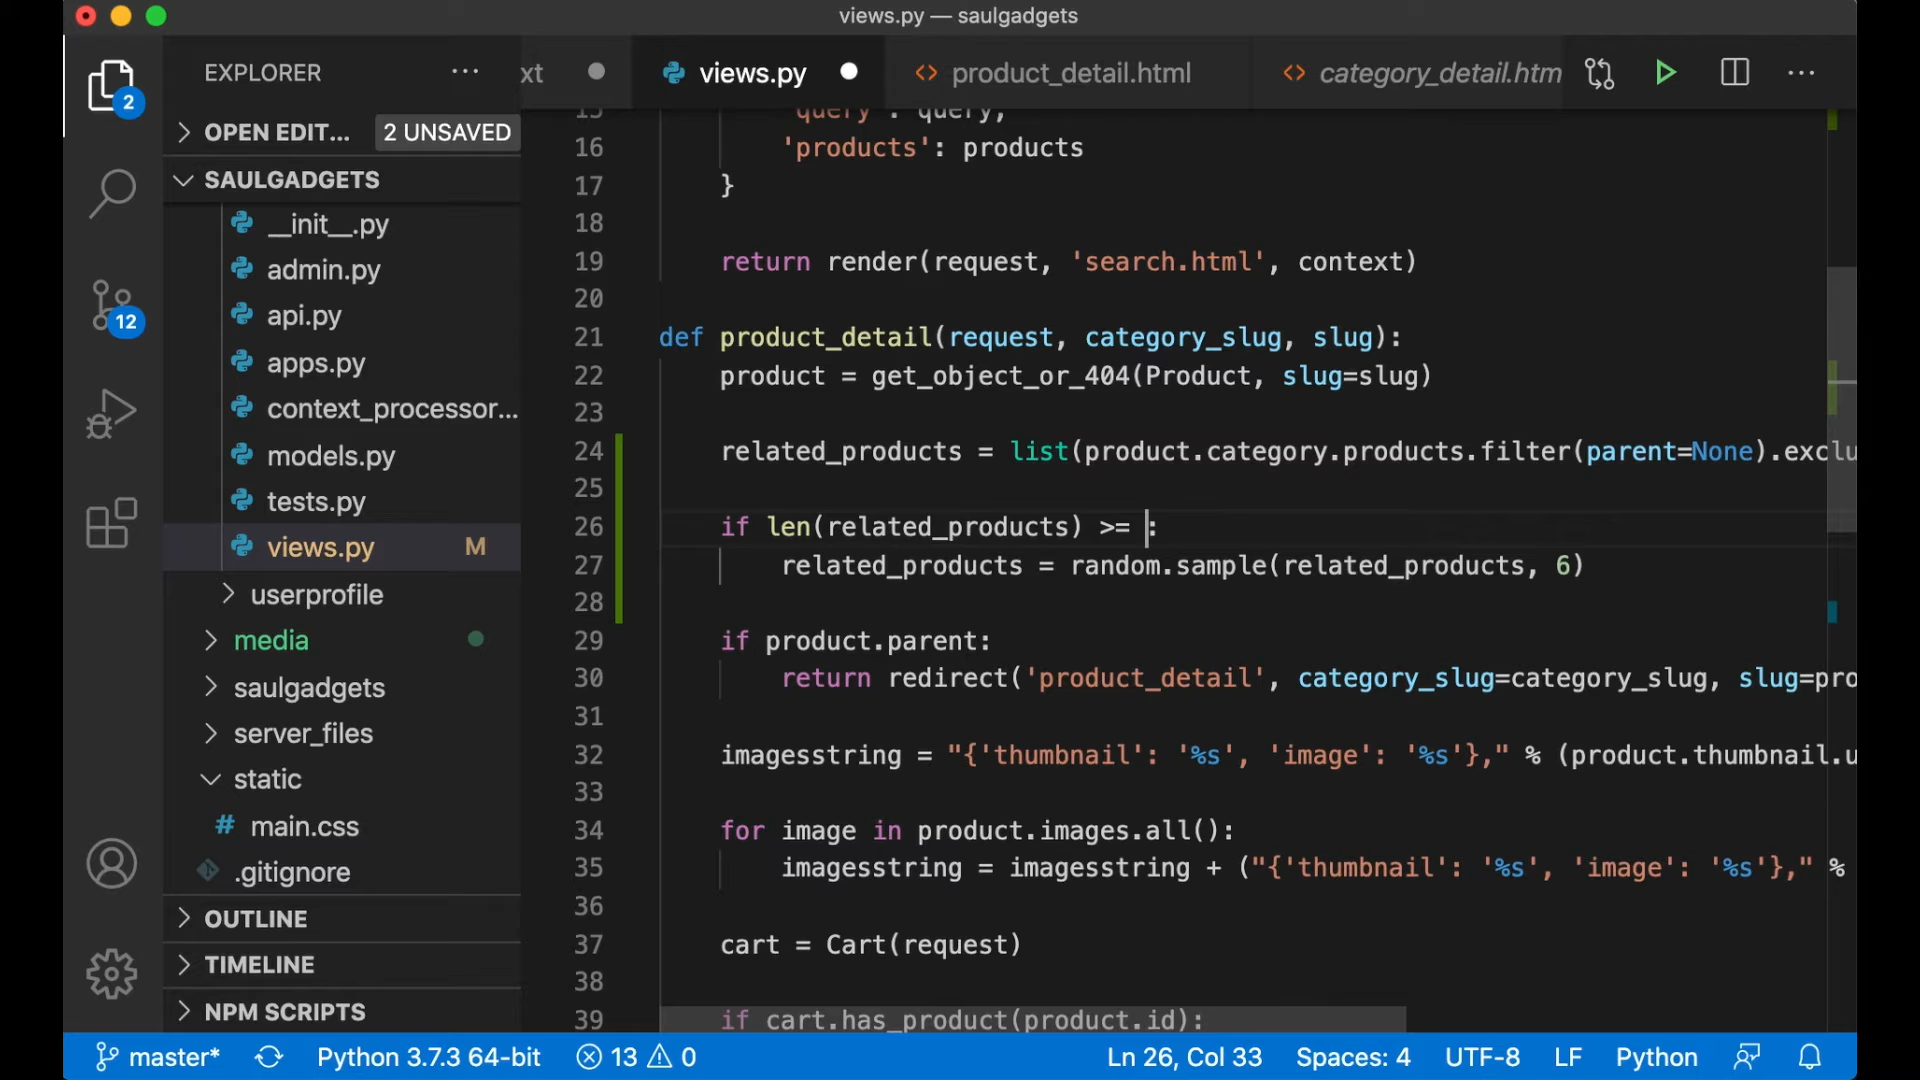 views.py — saulgadgets
EXPLORER
xt
views.py
product_detail.html
category_detail.htm
2
OPEN EDIT...
2 UNSAVED
SAULGADGETS
__init__.py
admin.py
api.py
apps.py
context_processor...
models.py
tests.py
views.py M
userprofile
media
saulgadgets
server_files
static
main.css
.gitignore
OUTLINE
TIMELINE
NPM SCRIPTS
12
15 'query': query,
16 'products': products
17 }
18
19 return render(request, 'search.html', context)
20
21 def product_detail(request, category_slug, slug):
22 product = get_object_or_404(Product, slug=slug)
23
24 related_products = list(product.category.products.filter(parent=None).exclu
25
26 if len(related_products) >= :
27 related_products = random.sample(related_products, 6)
28
29 if product.parent:
30 return redirect('product_detail', category_slug=category_slug, slug=pro
31
32 imagesstring = "{'thumbnail': '%s', 'image': '%s'}," % (product.thumbnail.u
33
34 for image in product.images.all():
35 imagesstring = imagesstring + ("{'thumbnail': '%s', 'image': '%s'}," %
36
37 cart = Cart(request)
38
39 if cart.has_product(product.id):
master* Python 3.7.3 64-bit 13 0 Ln 26, Col 33 Spaces: 4 UTF-8 LF Python